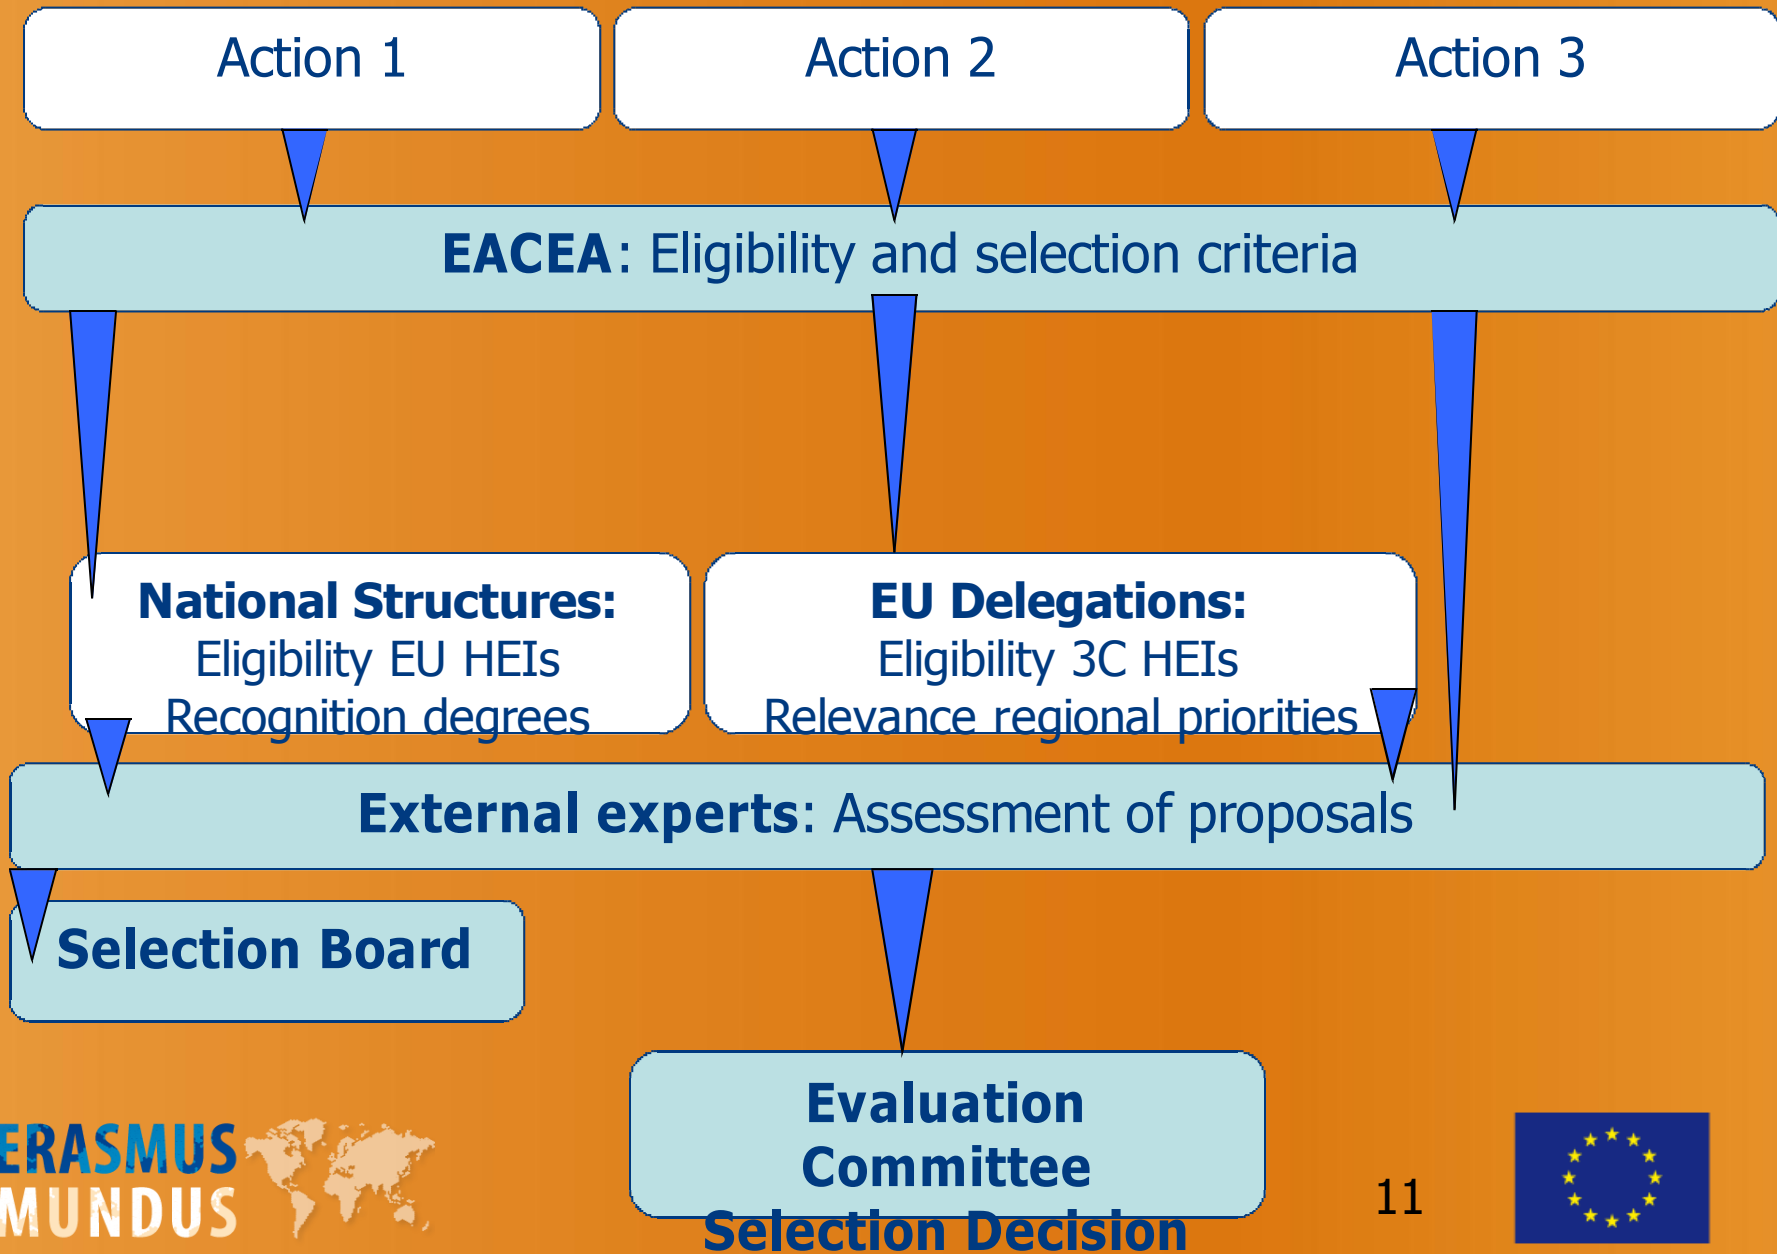 Action 1
Action 2
Action 3
EACEA: Eligibility and selection criteria
National Structures:
Eligibility EU HEIs
Recognition degrees
EU Delegations:
Eligibility 3C HEIs
Relevance regional priorities
External experts: Assessment of proposals
Selection Board
Evaluation
Committee
Selection Decision
ERASMUS
MUNDUS
11